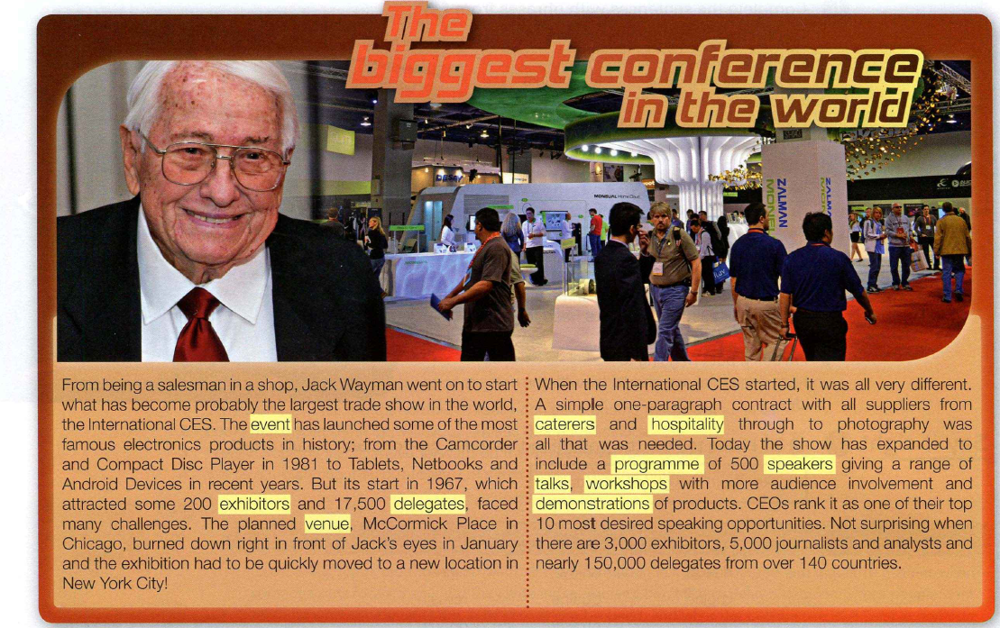 The
biggest conference
in the world
MONEUAL HomeCloud
ZALMAN
ZALMAN
From being a salesman in a shop, Jack Wayman went on to start
what has become probably the largest trade show in the world,
the International CES. The event has launched some of the most
famous electronics products in history; from the Camcorder
and Compact Disc Player in 1981 to Tablets, Netbooks and
Android Devices in recent years. But its start in 1967, which
attracted some 200 exhibitors and 17,500 delegates, faced
many challenges. The planned venue, McCormick Place in
Chicago, burned down right in front of Jack's eyes in January
and the exhibition had to be quickly moved to a new location in
New York City!
When the International CES started, it was all very different.
A simple one-paragraph contract with all suppliers from
caterers and hospitality through to photography was
all that was needed. Today the show has expanded to
include a programme of 500 speakers giving a range of
talks, workshops with more audience involvement and
demonstrations of products. CEOs rank it as one of their top
10 most desired speaking opportunities. Not surprising when
there are 3,000 exhibitors, 5,000 journalists and analysts and
nearly 150,000 delegates from over 140 countries.